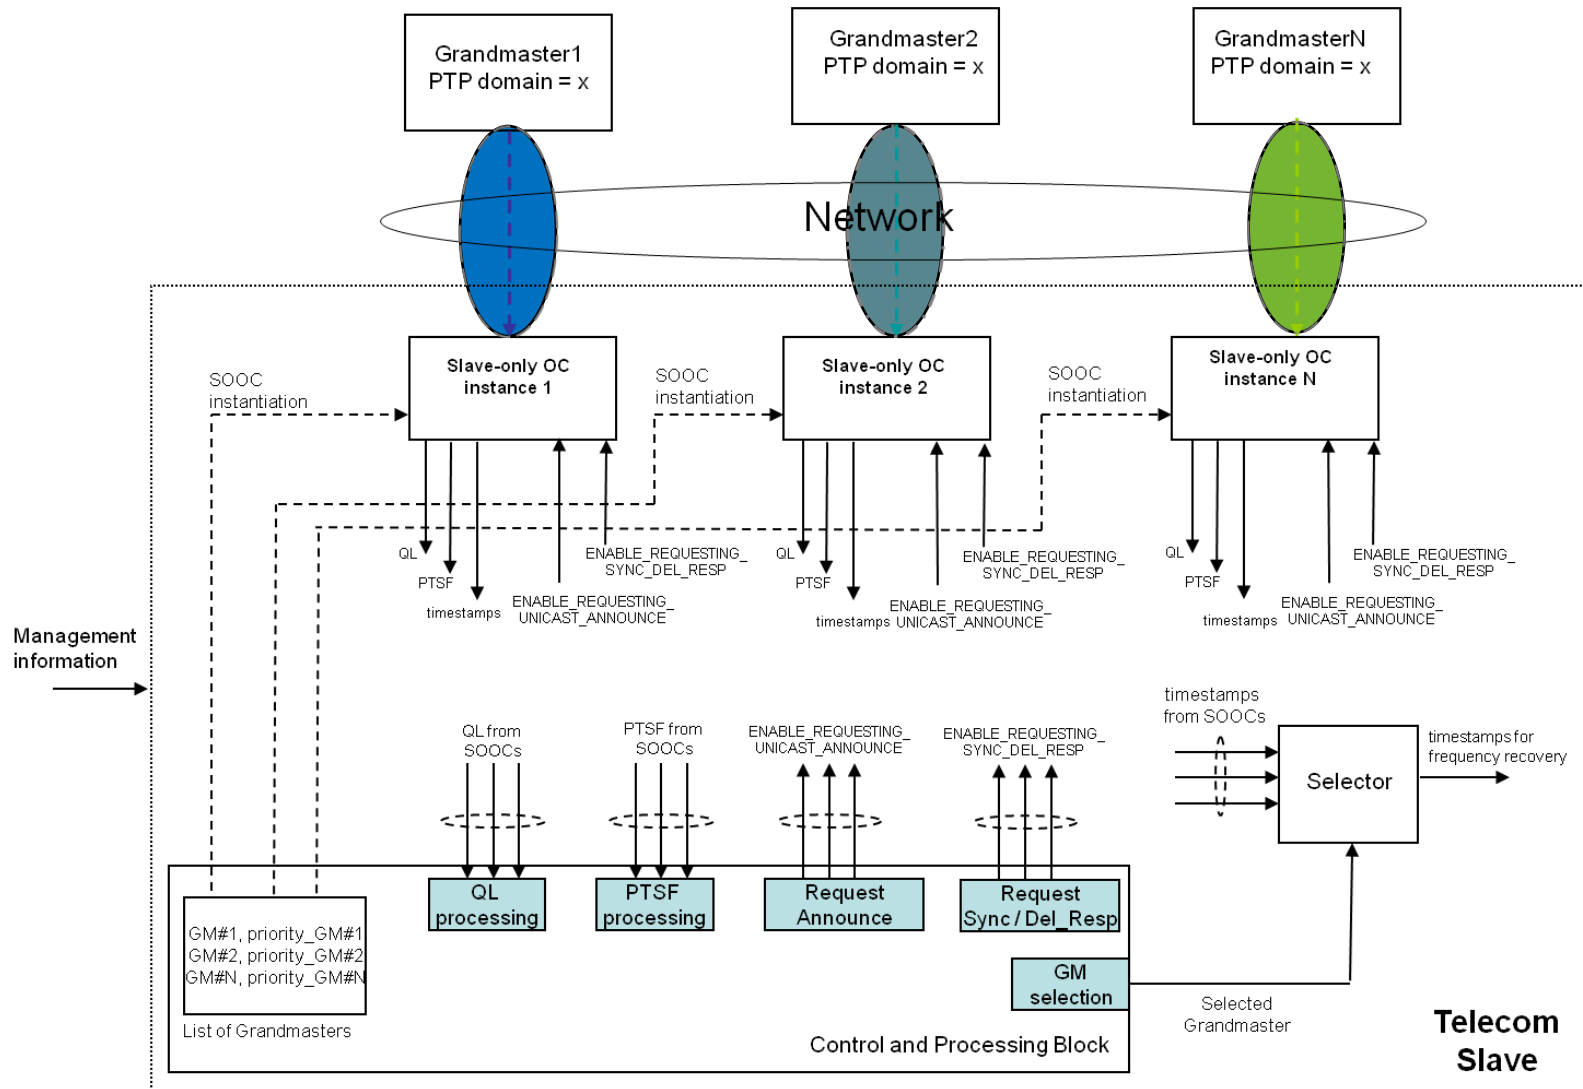 Grandmaster1
PTP domain = x
Grandmaster2
PTP domain = x
GrandmasterN
PTP domain = x
Network
Slave-only OC
instance 1
Slave-only OC
instance 2
Slave-only OC
instance N
SOOC
instantiation
SOOC
instantiation
SOOC
instantiation
QL
PTSF
timestamps
ENABLE_REQUESTING_
SYNC_DEL_RESP
ENABLE_REQUESTING_
UNICAST_ANNOUNCE
QL
PTSF
timestamps
ENABLE_REQUESTING_
SYNC_DEL_RESP
ENABLE_REQUESTING_
UNICAST_ANNOUNCE
QL
PTSF
timestamps
ENABLE_REQUESTING_
SYNC_DEL_RESP
ENABLE_REQUESTING_
UNICAST_ANNOUNCE
Management
information
QL from
SOOCs
PTSF from
SOOCs
ENABLE_REQUESTING_
UNICAST_ANNOUNCE
ENABLE_REQUESTING_
SYNC_DEL_RESP
timestamps
from SOOCs
Selector
timestamps for
frequency recovery
QL
processing
PTSF
processing
Request
Announce
Request
Sync / Del_Resp
GM#1, priority_GM#1
GM#2, priority_GM#2
GM#N, priority_GM#N
List of Grandmasters
GM
selection
Selected
Grandmaster
Control and Processing Block
Telecom
Slave